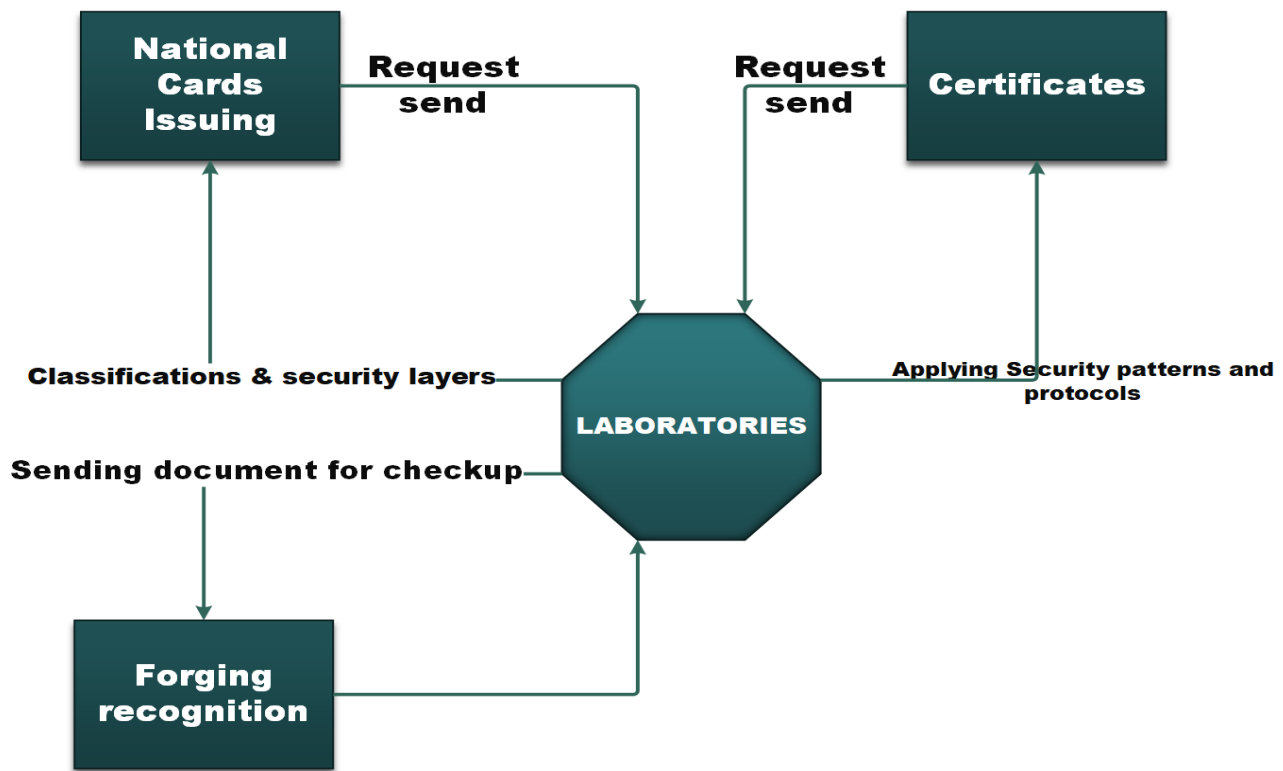 National
Cards
Issuing
Request
send
Request
send
Certificates
Classifications & security layers
Applying Security patterns and
protocols
LABORATORIES
Sending document for checkup
Forging
recognition